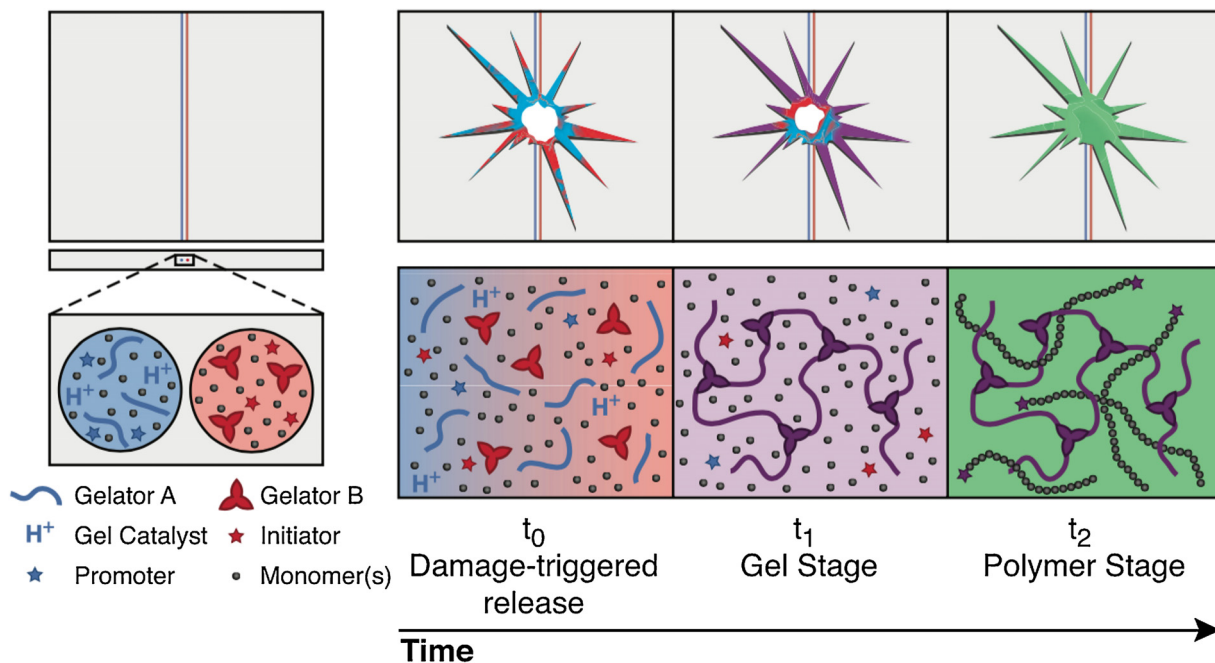 H⁺
H⁺
Gelator A
Gelator B
H⁺ Gel Catalyst
Initiator
Promoter
Monomer(s)
H⁺
H⁺
H⁺
t₀
Damage-triggered
release
t₁
Gel Stage
t₂
Polymer Stage
Time